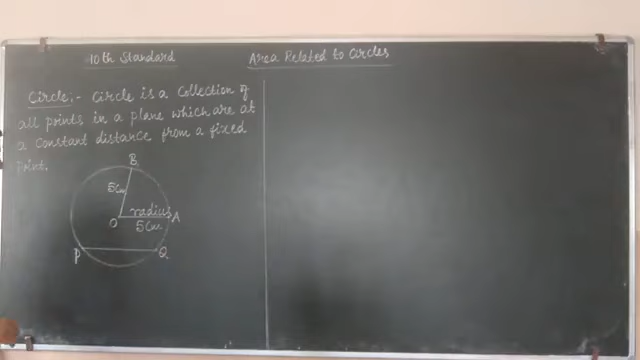 10th Standard
Area Related to Circles
Circle:- Circle is a Collection of
all points in a plane which are at
a constant distance from a fixed
point.
B
5cm
radius
O
A
5cm
P
Q